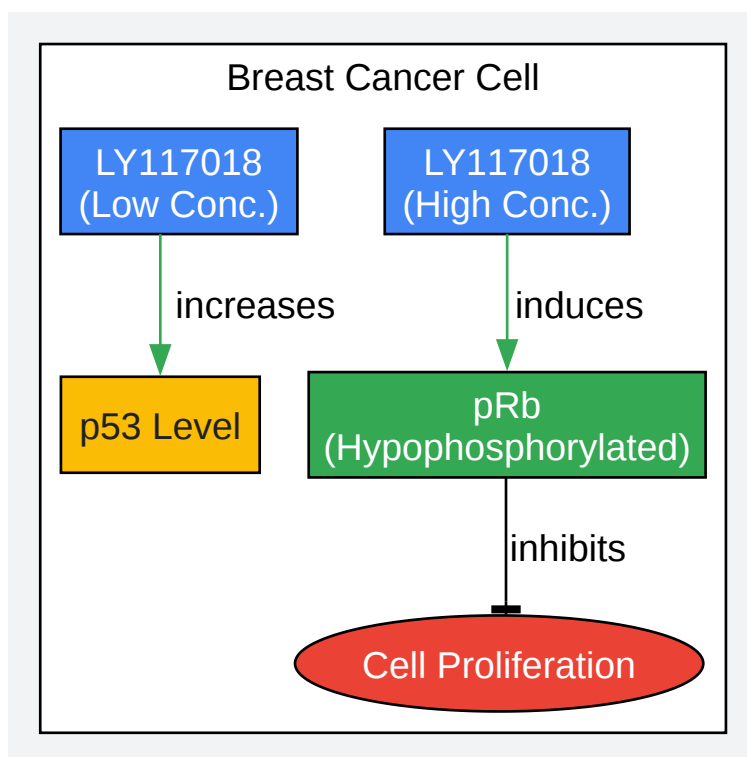 Breast Cancer Cell
LY117018
(Low Conc.)
LY117018
(High Conc.)
increases
induces
p53 Level
pRb
(Hypophosphorylated)
inhibits
Cell Proliferation